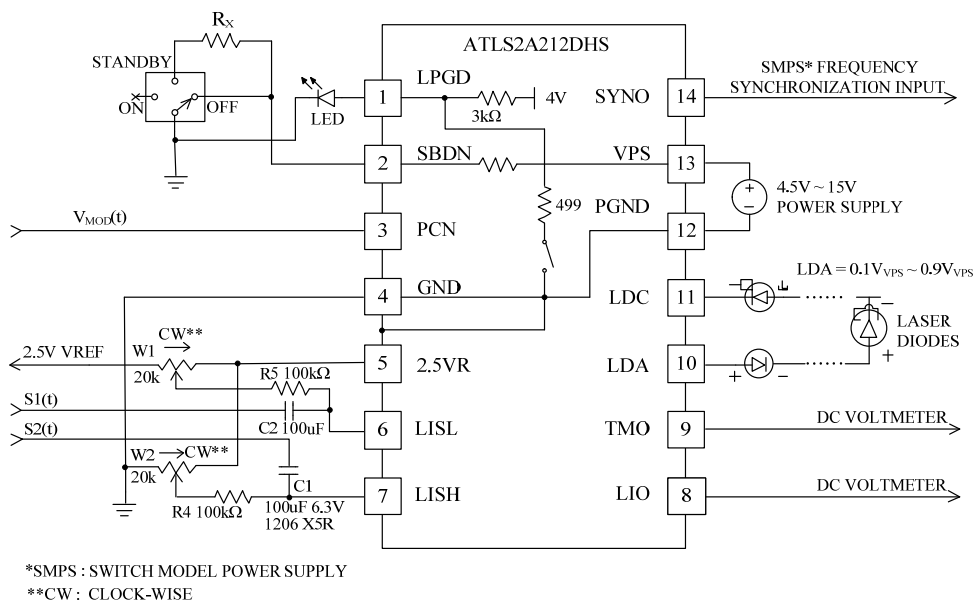 R_X
ATLS2A212DHS
STANDBY
ON
OFF
LED
LPGD
1
4V
3kΩ
SYNO
14
SMPS* FREQUENCY
SYNCHRONIZATION INPUT
2
SBDN
VPS
13
4.5V ~ 15V
POWER SUPPLY
+
−
499
PGND
12
V_MOD(t)
3
PCN
4
GND
LDC
11
LDA = 0.1V_VPS ~ 0.9V_VPS
LASER
DIODES
−
+
2.5V VREF
CW**
W1
20k
5
2.5VR
LDA
10
+
−
R5 100kΩ
S1(t)
C2 100uF
6
LISL
TMO
9
DC VOLTMETER
S2(t)
W2
CW**
20k
C1
100uF 6.3V
1206 X5R
R4 100kΩ
7
LISH
LIO
8
DC VOLTMETER
*SMPS : SWITCH MODEL POWER SUPPLY
**CW : CLOCK-WISE